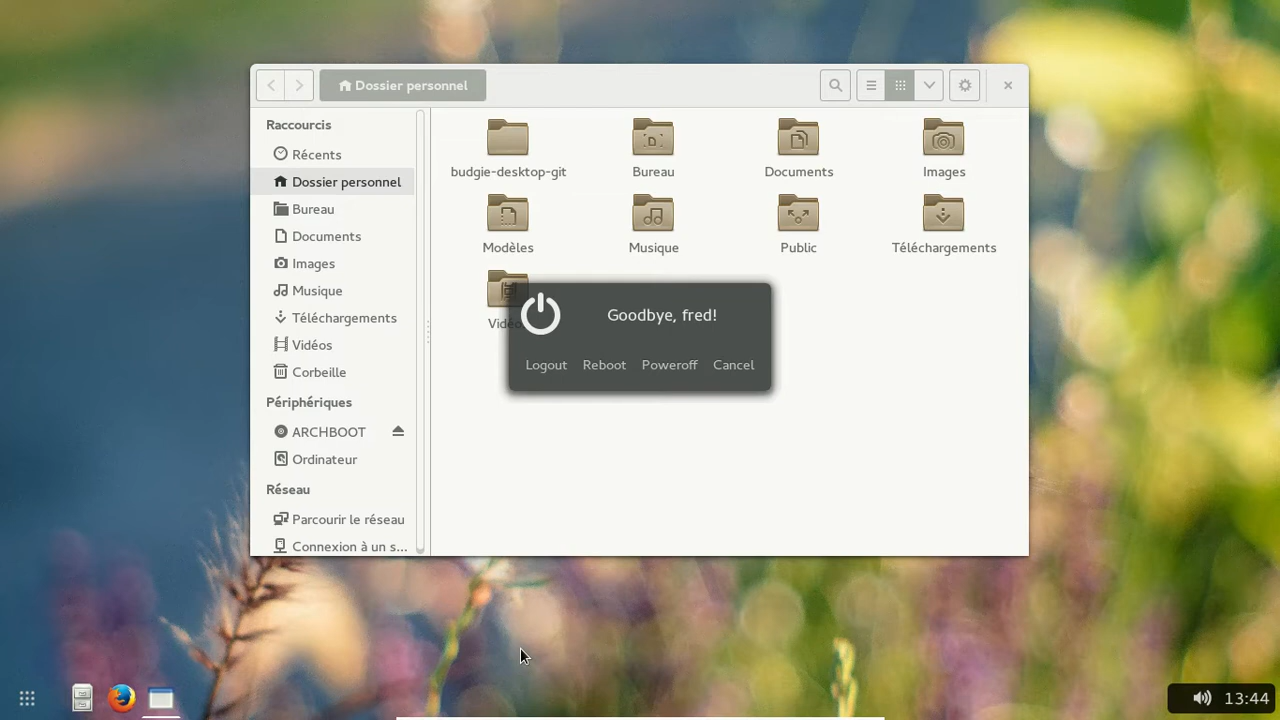 Dossier personnel
Raccourcis
Récents
Dossier personnel
Bureau
Documents
Images
Musique
Téléchargements
Vidéos
Corbeille
Périphériques
ARCHBOOT
Ordinateur
Réseau
Parcourir le réseau
Connexion à un s...
budgie-desktop-git Bureau Documents Images
Modèles Musique Public Téléchargements
Goodbye, fred!
Logout Reboot Poweroff Cancel
13:44